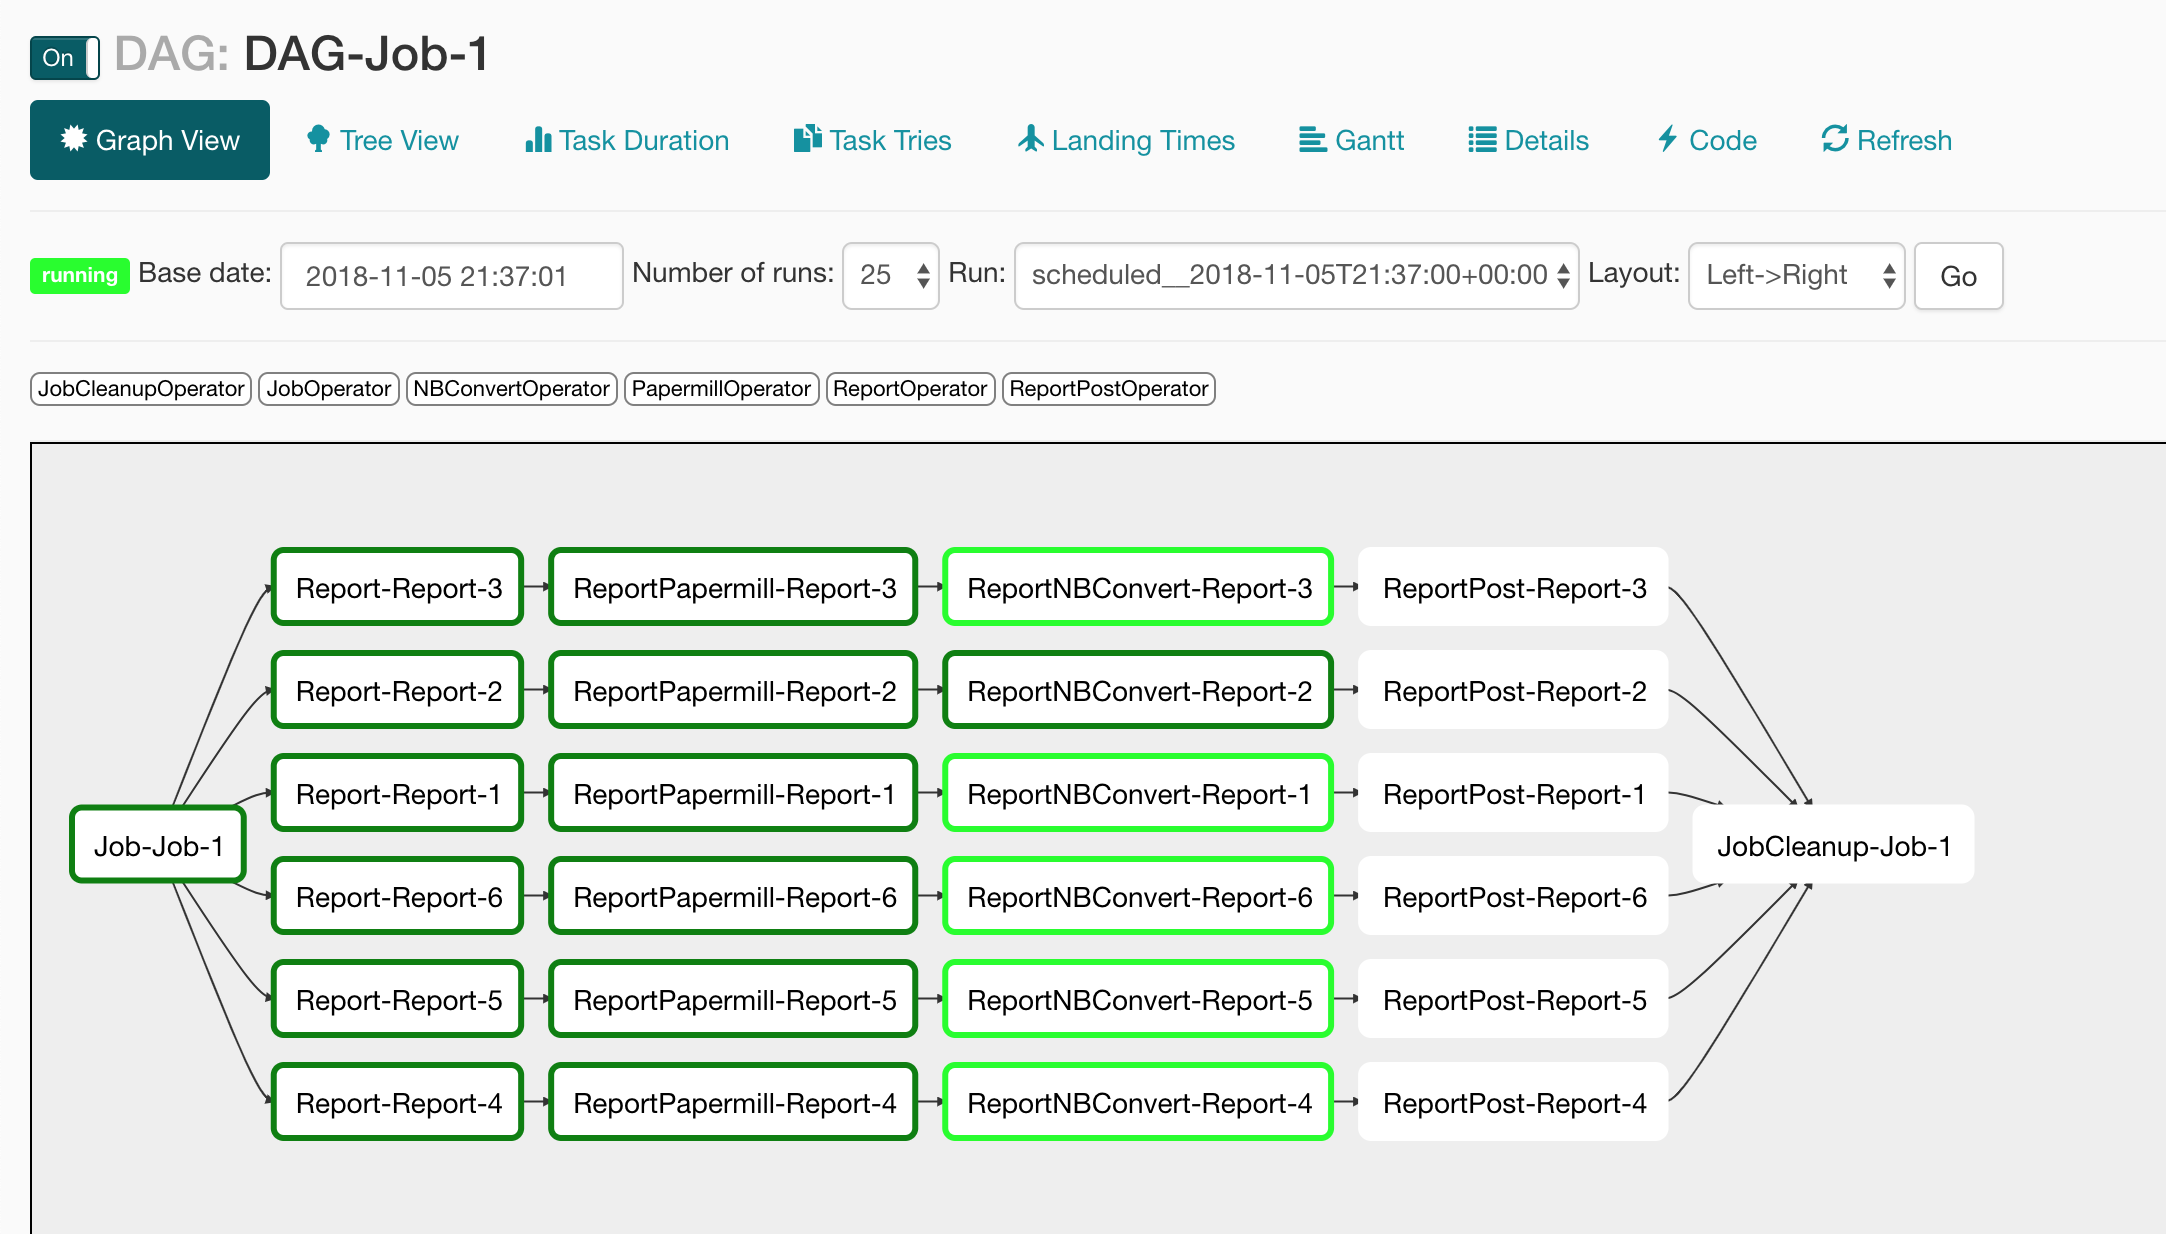 On DAG: DAG-Job-1
Graph View Tree View Task Duration Task Tries Landing Times Gantt Details Code Refresh
running Base date: 2018-11-05 21:37:01 Number of runs: 25 Run: scheduled__2018-11-05T21:37:00+00:00 Layout: Left->Right Go
JobCleanupOperator JobOperator NBConvertOperator PapermillOperator ReportOperator ReportPostOperator
Report-Report-3 ReportPapermill-Report-3 ReportNBConvert-Report-3 ReportPost-Report-3
Report-Report-2 ReportPapermill-Report-2 ReportNBConvert-Report-2 ReportPost-Report-2
Report-Report-1 ReportPapermill-Report-1 ReportNBConvert-Report-1 ReportPost-Report-1
Job-Job-1 JobCleanup-Job-1
Report-Report-6 ReportPapermill-Report-6 ReportNBConvert-Report-6 ReportPost-Report-6
Report-Report-5 ReportPapermill-Report-5 ReportNBConvert-Report-5 ReportPost-Report-5
Report-Report-4 ReportPapermill-Report-4 ReportNBConvert-Report-4 ReportPost-Report-4